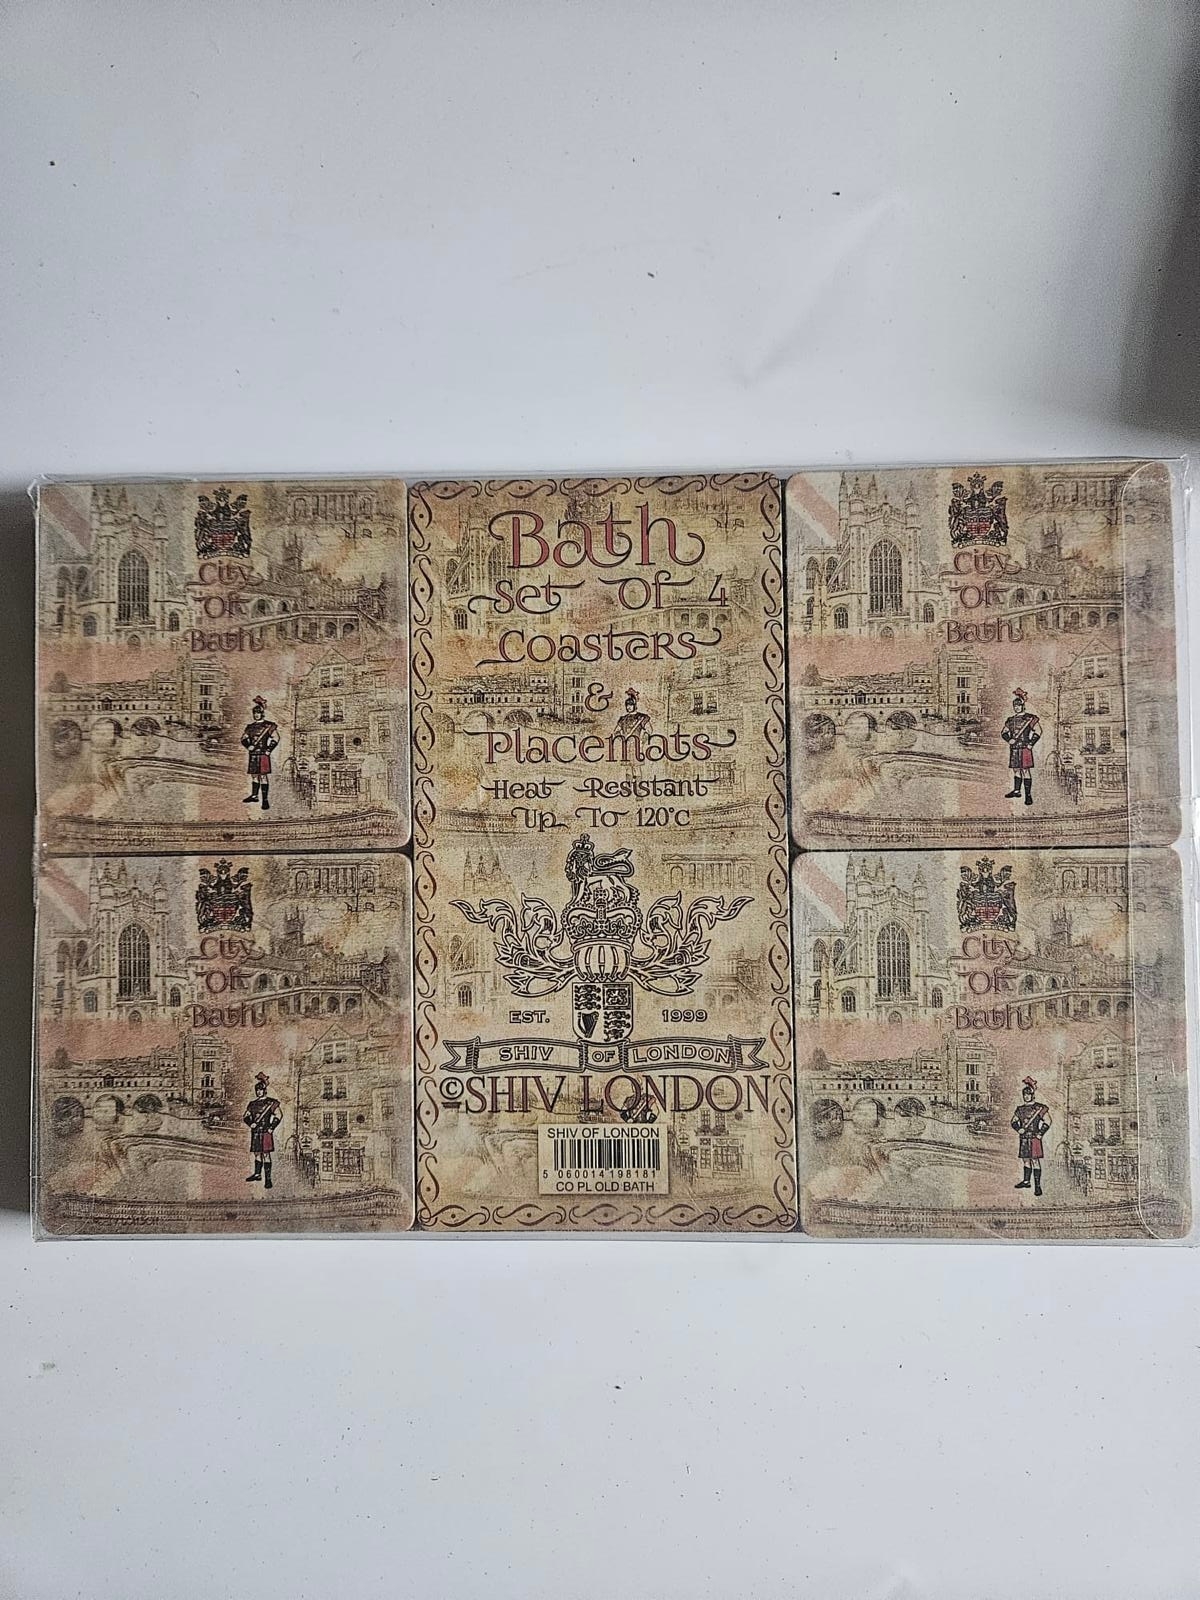 City
Of
Bath
Bath
Set Of 4
Coasters
&
Placemats
Heat Resistant
Up To 120°c
EST. 1999
SHIV OF LONDON
©SHIV LONDON
SHIV OF LONDON
5 060014 198181
CO PL OLD BATH
City
Of
Bath
City
Of
Bath
City
Of
Bath